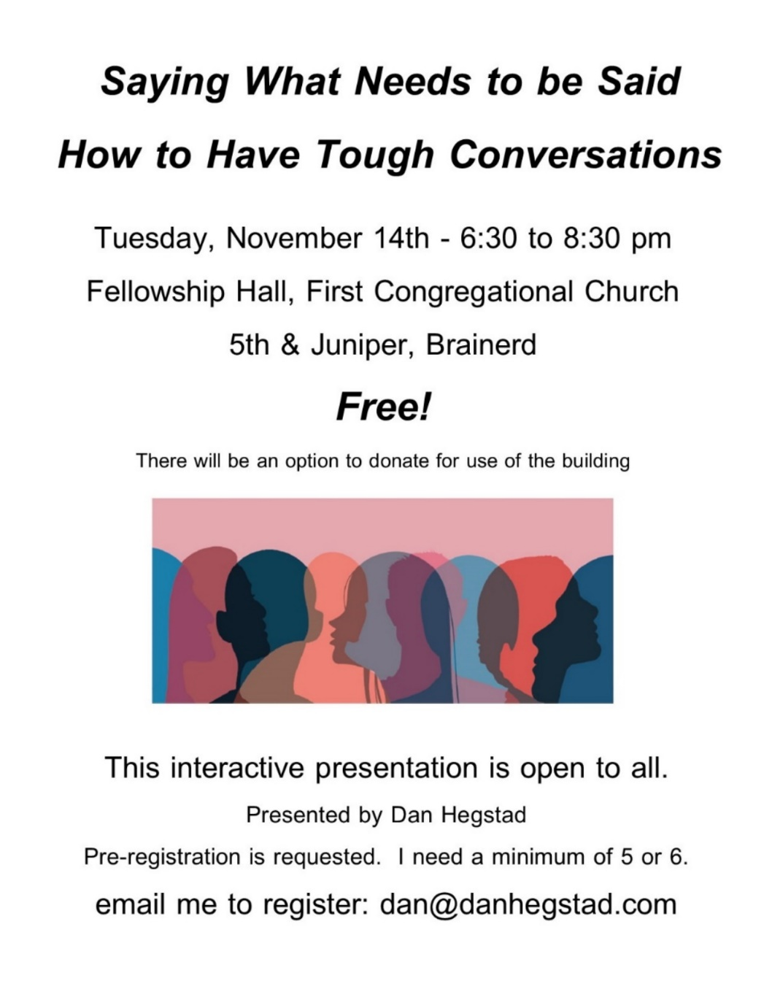 Saying What Needs to be Said
How to Have Tough Conversations
Tuesday, November 14th - 6:30 to 8:30 pm
Fellowship Hall, First Congregational Church
5th & Juniper, Brainerd
Free!
There will be an option to donate for use of the building
This interactive presentation is open to all.
Presented by Dan Hegstad
Pre-registration is requested.  I need a minimum of 5 or 6.
email me to register: dan@danhegstad.com